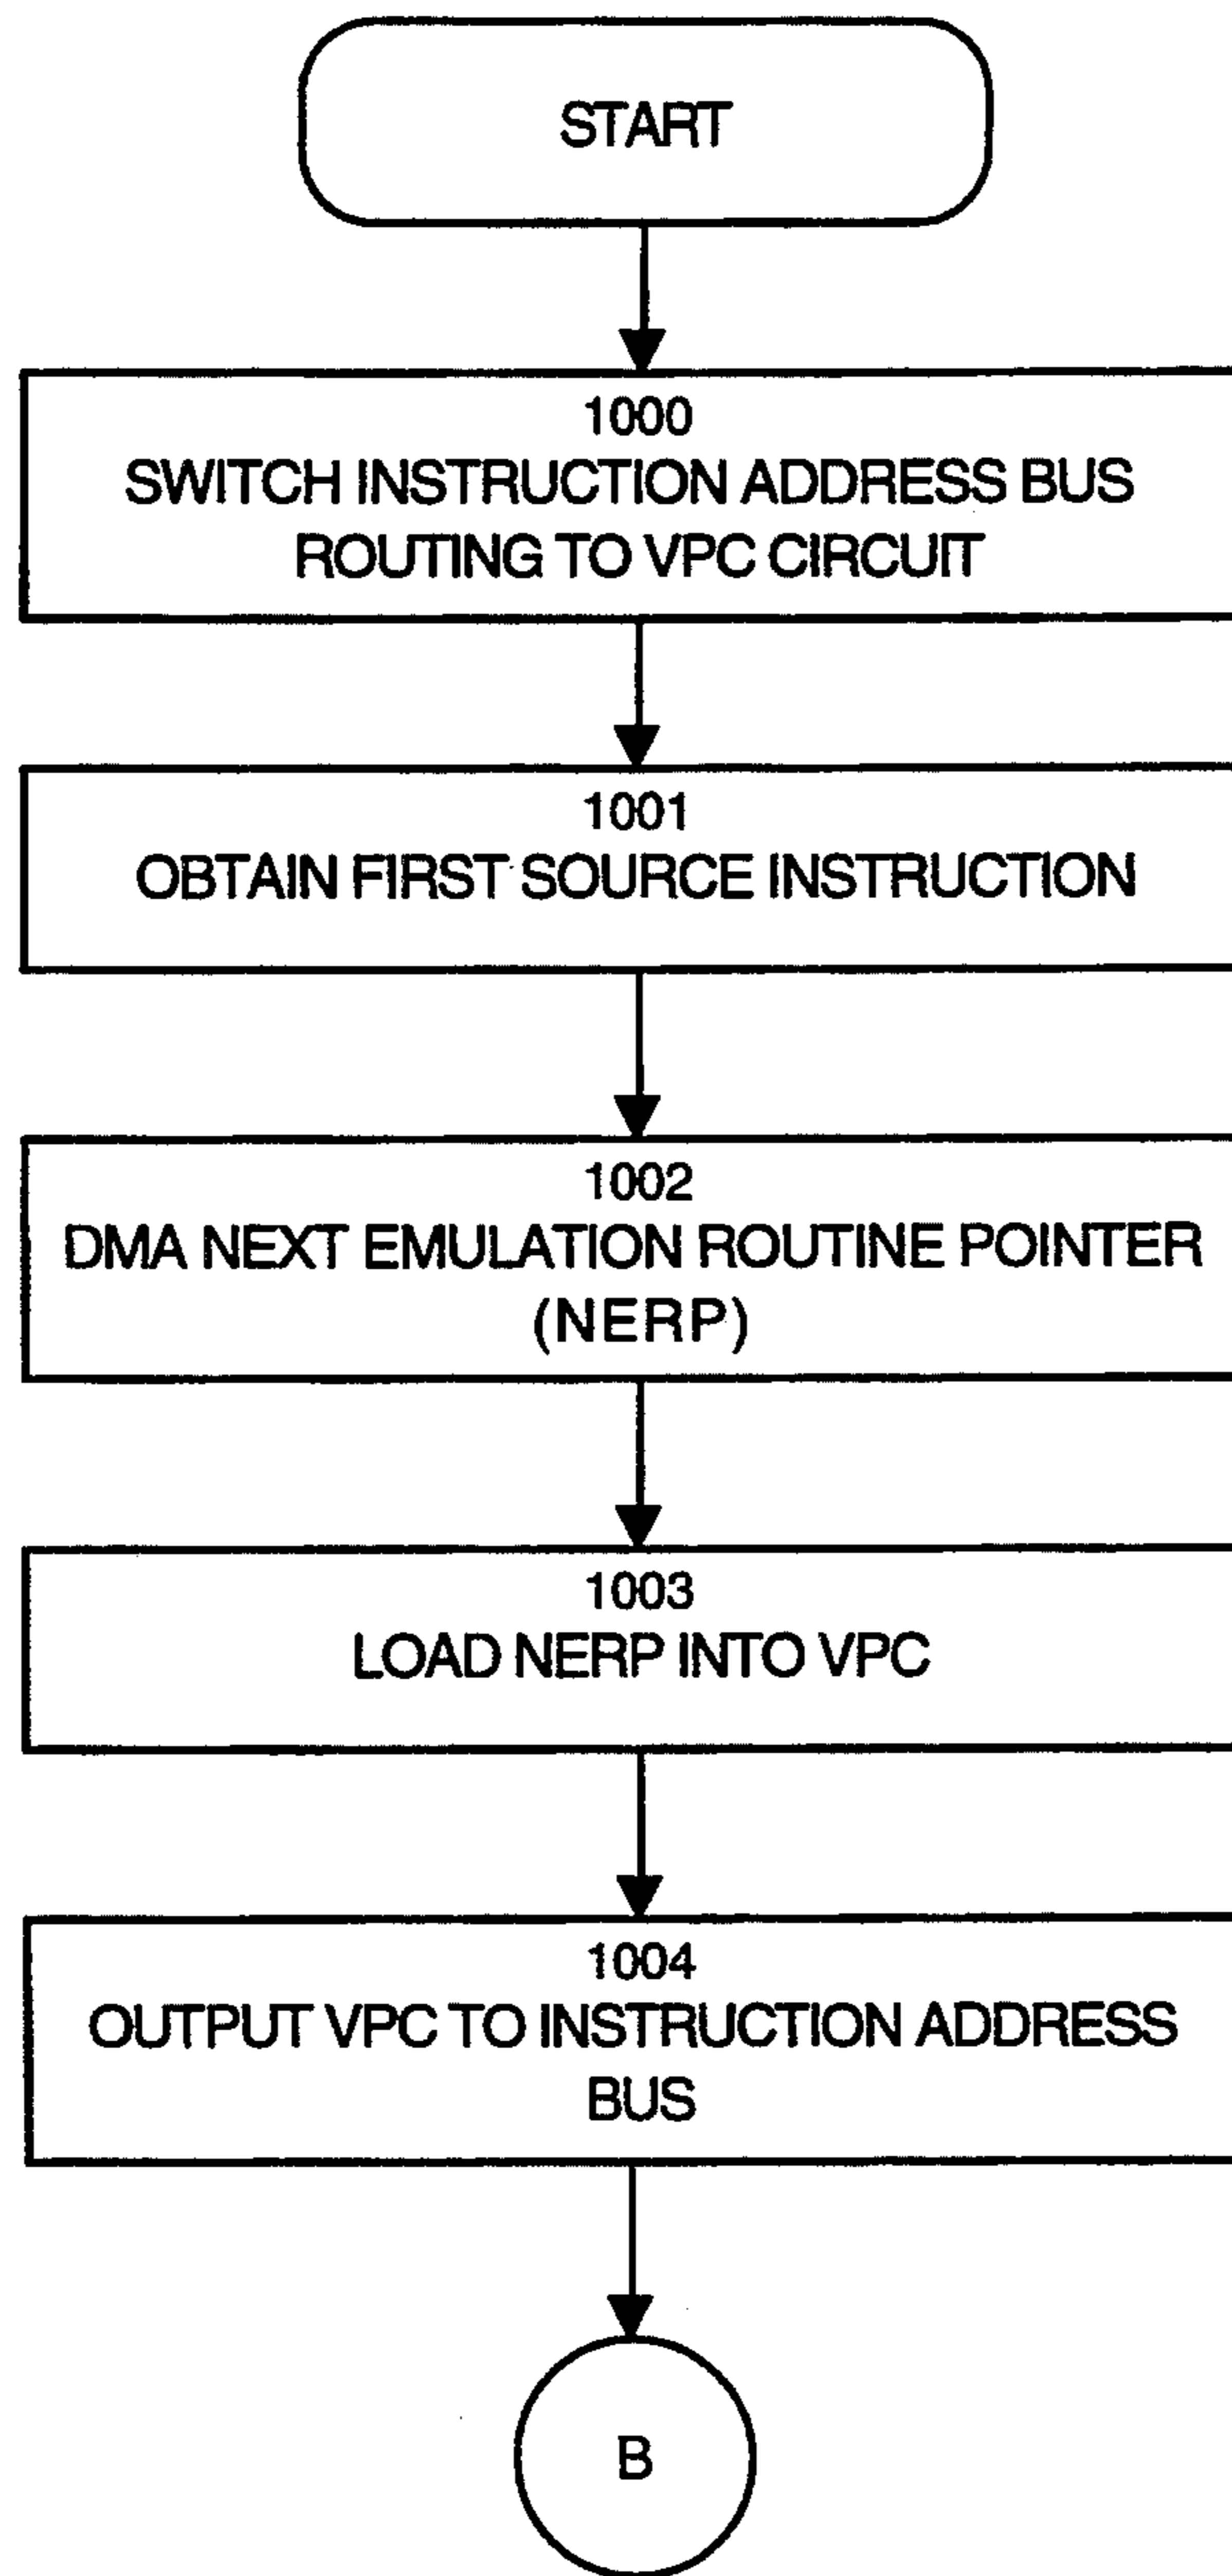 START
1000
SWITCH INSTRUCTION ADDRESS BUS
ROUTING TO VPC CIRCUIT
1001
OBTAIN FIRST SOURCE INSTRUCTION
1002
DMA NEXT EMULATION ROUTINE POINTER
(NERP)
1003
LOAD NERP INTO VPC
1004
OUTPUT VPC TO INSTRUCTION ADDRESS
BUS
B